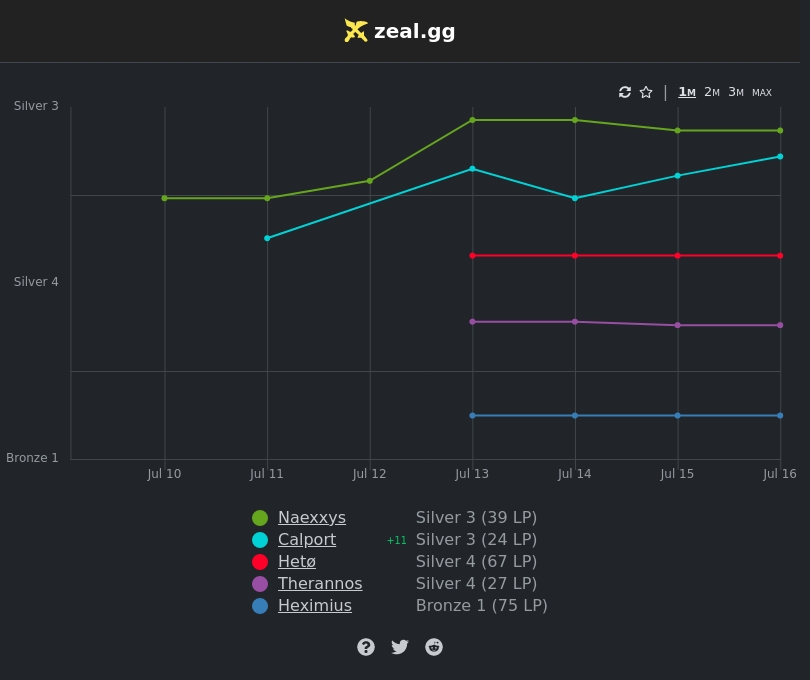 zeal.gg
1M 2M 3M MAX
Silver 3
Silver 4
Bronze 1
Jul 10 Jul 11 Jul 12 Jul 13 Jul 14 Jul 15 Jul 16
Naexxys Silver 3 (39 LP)
Calport +11 Silver 3 (24 LP)
Hetø Silver 4 (67 LP)
Therannos Silver 4 (27 LP)
Heximius Bronze 1 (75 LP)